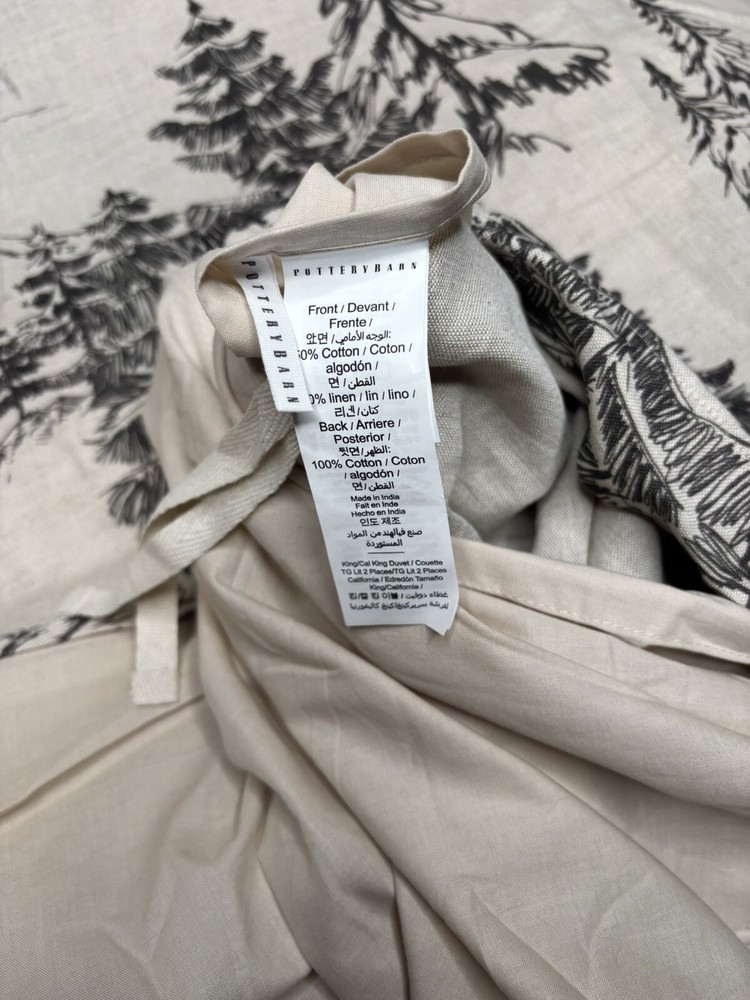 POTTERYBARN
POTTERYBARN
Front / Devant /
Frente /
앞면 / الوجه الأمامي:
0% Cotton / Coton /
algodón /
면 / القطن
0% linen / lin / lino /
리넨 / كتان
Back / Arriere /
Posterior /
뒷면 / الظهر:
100% Cotton / Coton
/ algodón /
면 / القطن
Made in India
Fait en Inde
Hecho en India
인도 제조
صنع فيالهند من المواد
المستوردة
King/Cal King Duvet / Couette
TG Lit 2 Places/TG Lit 2 Places
California / Edredón Tamaño
King/California /
غطاء دوفيت /